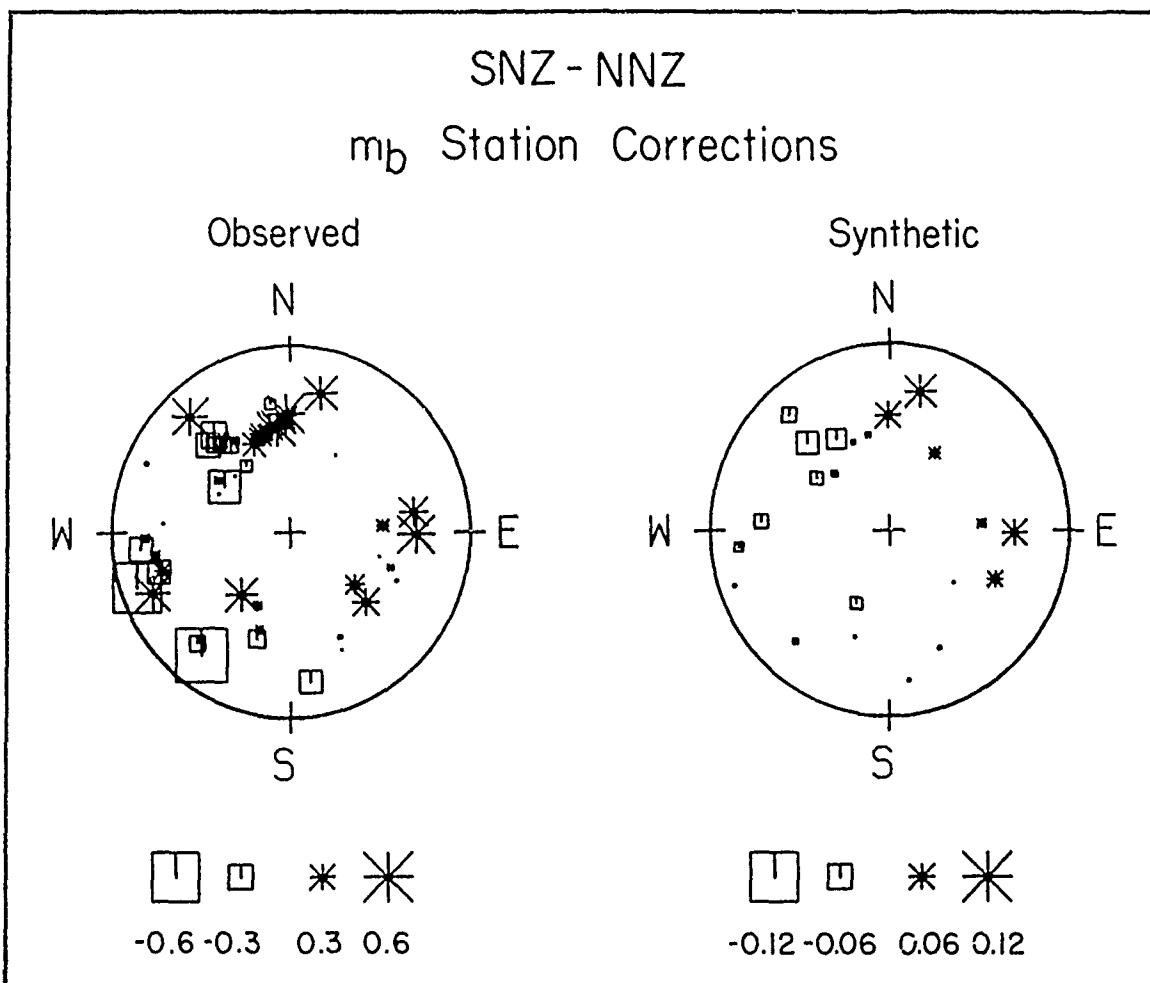 SNZ - NNZ
mb Station Corrections
Observed
Synthetic
N
N
W
E
W
E
S
S
-0.6 -0.3 0.3 0.6
-0.12 -0.06 0.06 0.12